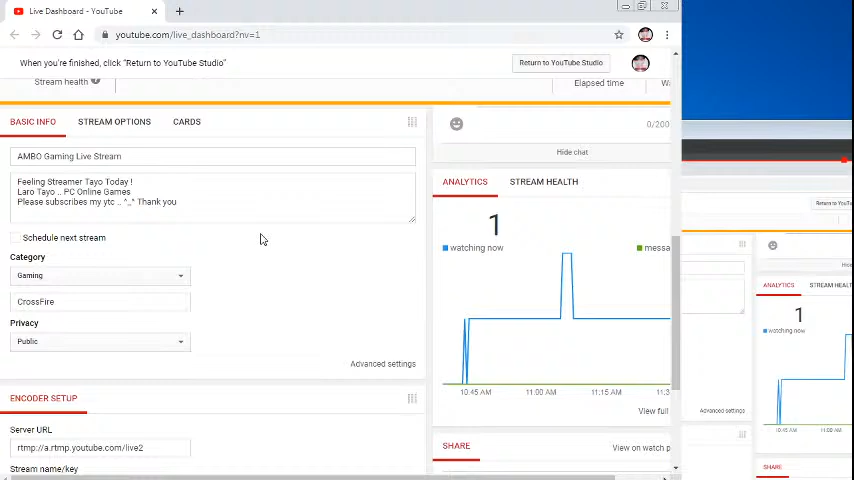 Live Dashboard - YouTube
youtube.com/live_dashboard?nv=1
When you're finished, click "Return to YouTube Studio"
Return to YouTube Studio
Stream health
Elapsed time
BASIC INFO
STREAM OPTIONS
CARDS
AMBO Gaming Live Stream
Feeling Streamer Tayo Today !
Laro Tayo .. PC Online Games
Please subscribes my ytc .. ^_^ Thank you
Schedule next stream
Category
Gaming
CrossFire
Privacy
Public
Advanced settings
ENCODER SETUP
Server URL
rtmp://a.rtmp.youtube.com/live2
Stream name/key
0/200
Hide chat
ANALYTICS
STREAM HEALTH
1
watching now
messa
10:45 AM
11:00 AM
11:15 AM
11:3
View full
SHARE
View on watch p
Return to YouTu
Hide
ANALYTICS
STREAM HEALT
1
watching now
Advanced settings
10:45 AM
11:00 AM
SHARE